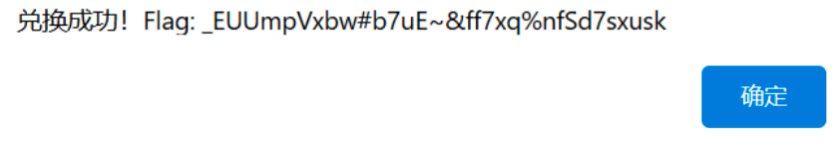 兑换成功！Flag: _EUUmpVxbw#b7uE~&ff7xq%nfSd7sxusk
确定